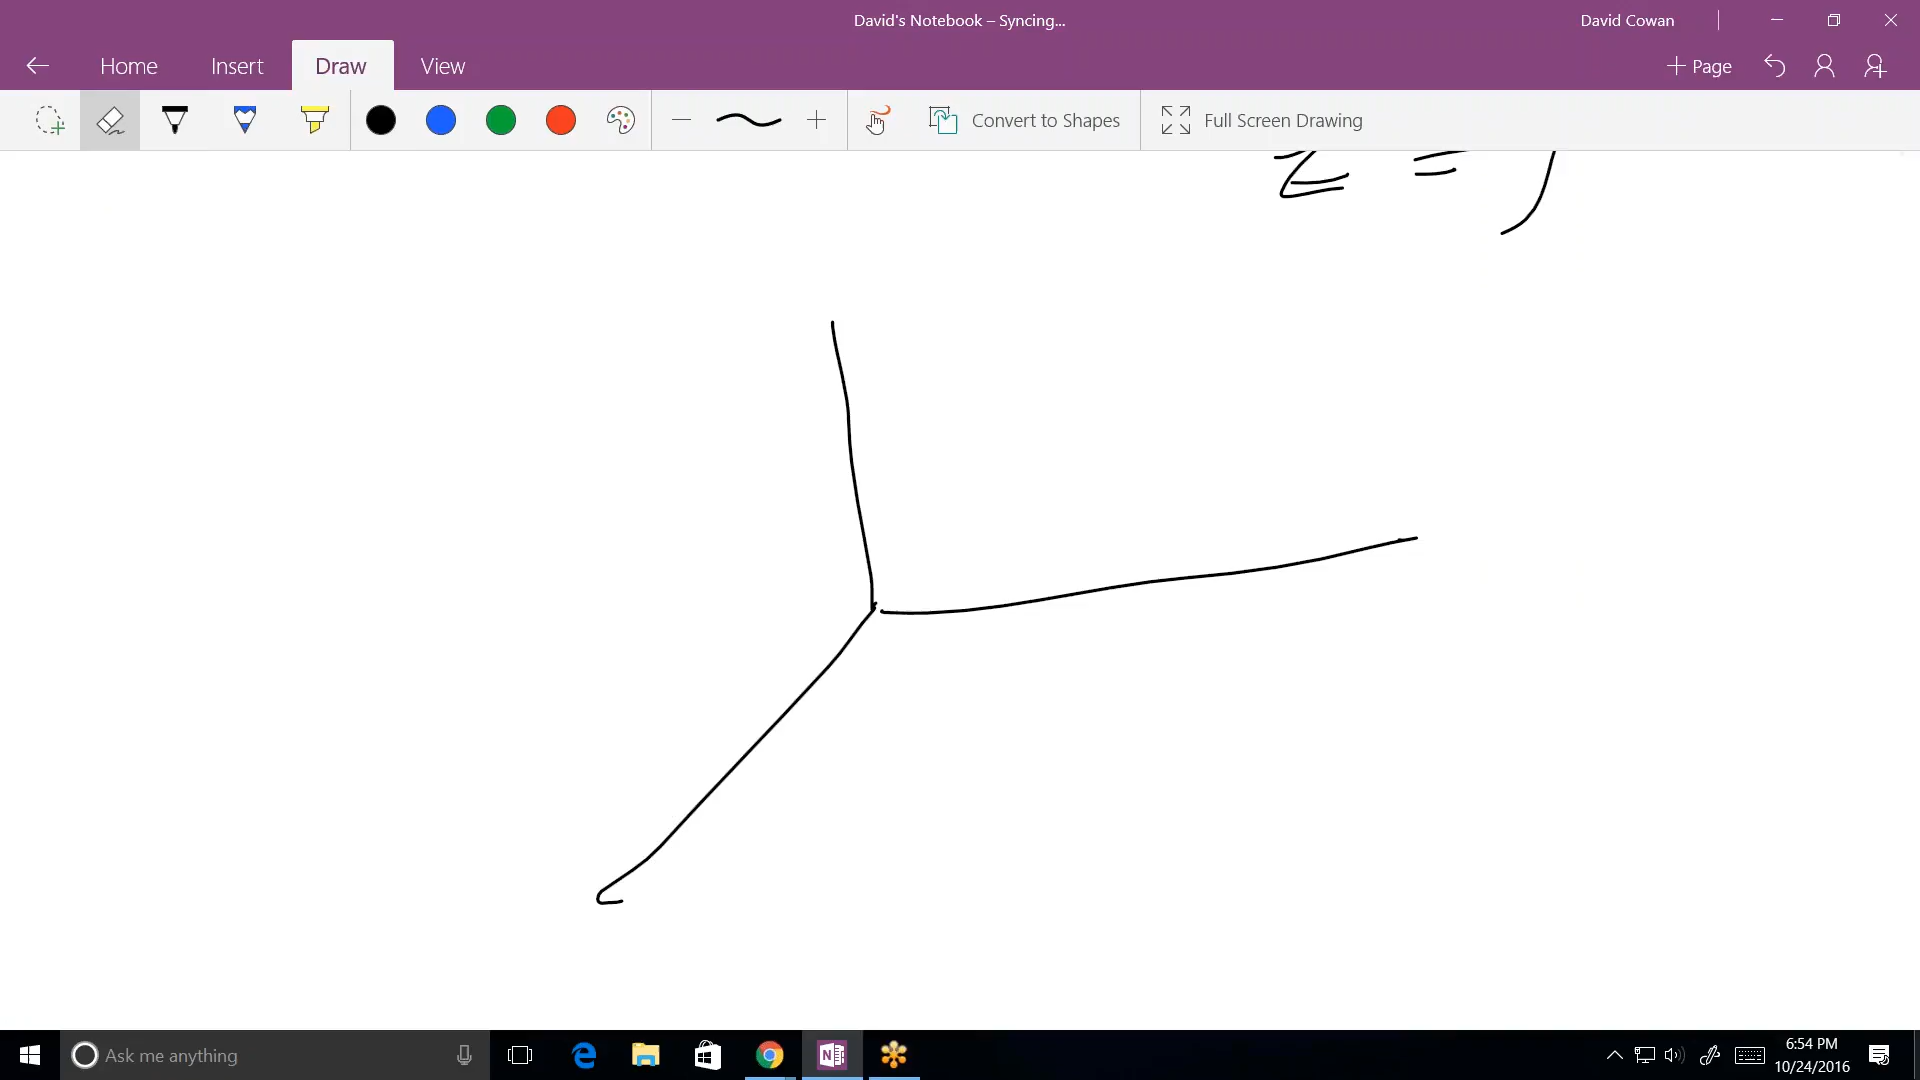 David's Notebook – Syncing...
David Cowan
Home Insert Draw View
Page
Convert to Shapes
Full Screen Drawing
z =
Ask me anything
N
6:54 PM
10/24/2016